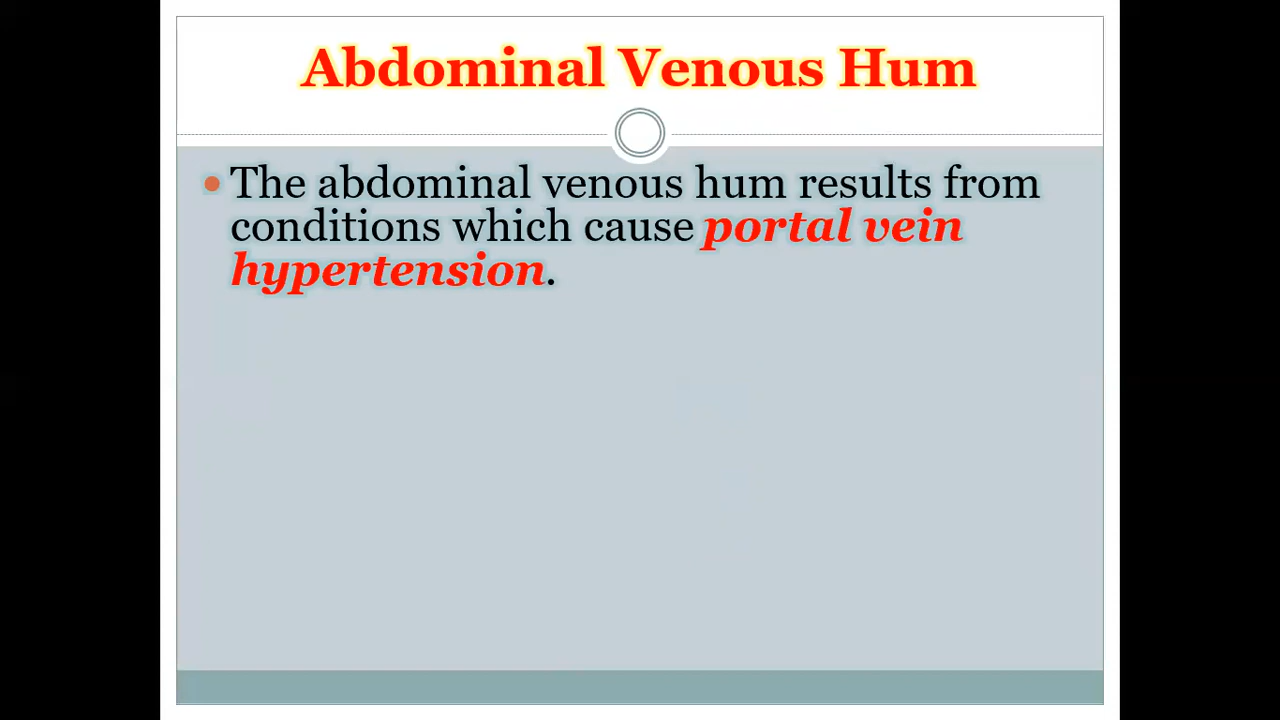 Abdominal Venous Hum
• The abdominal venous hum results from
conditions which cause portal vein
hypertension.